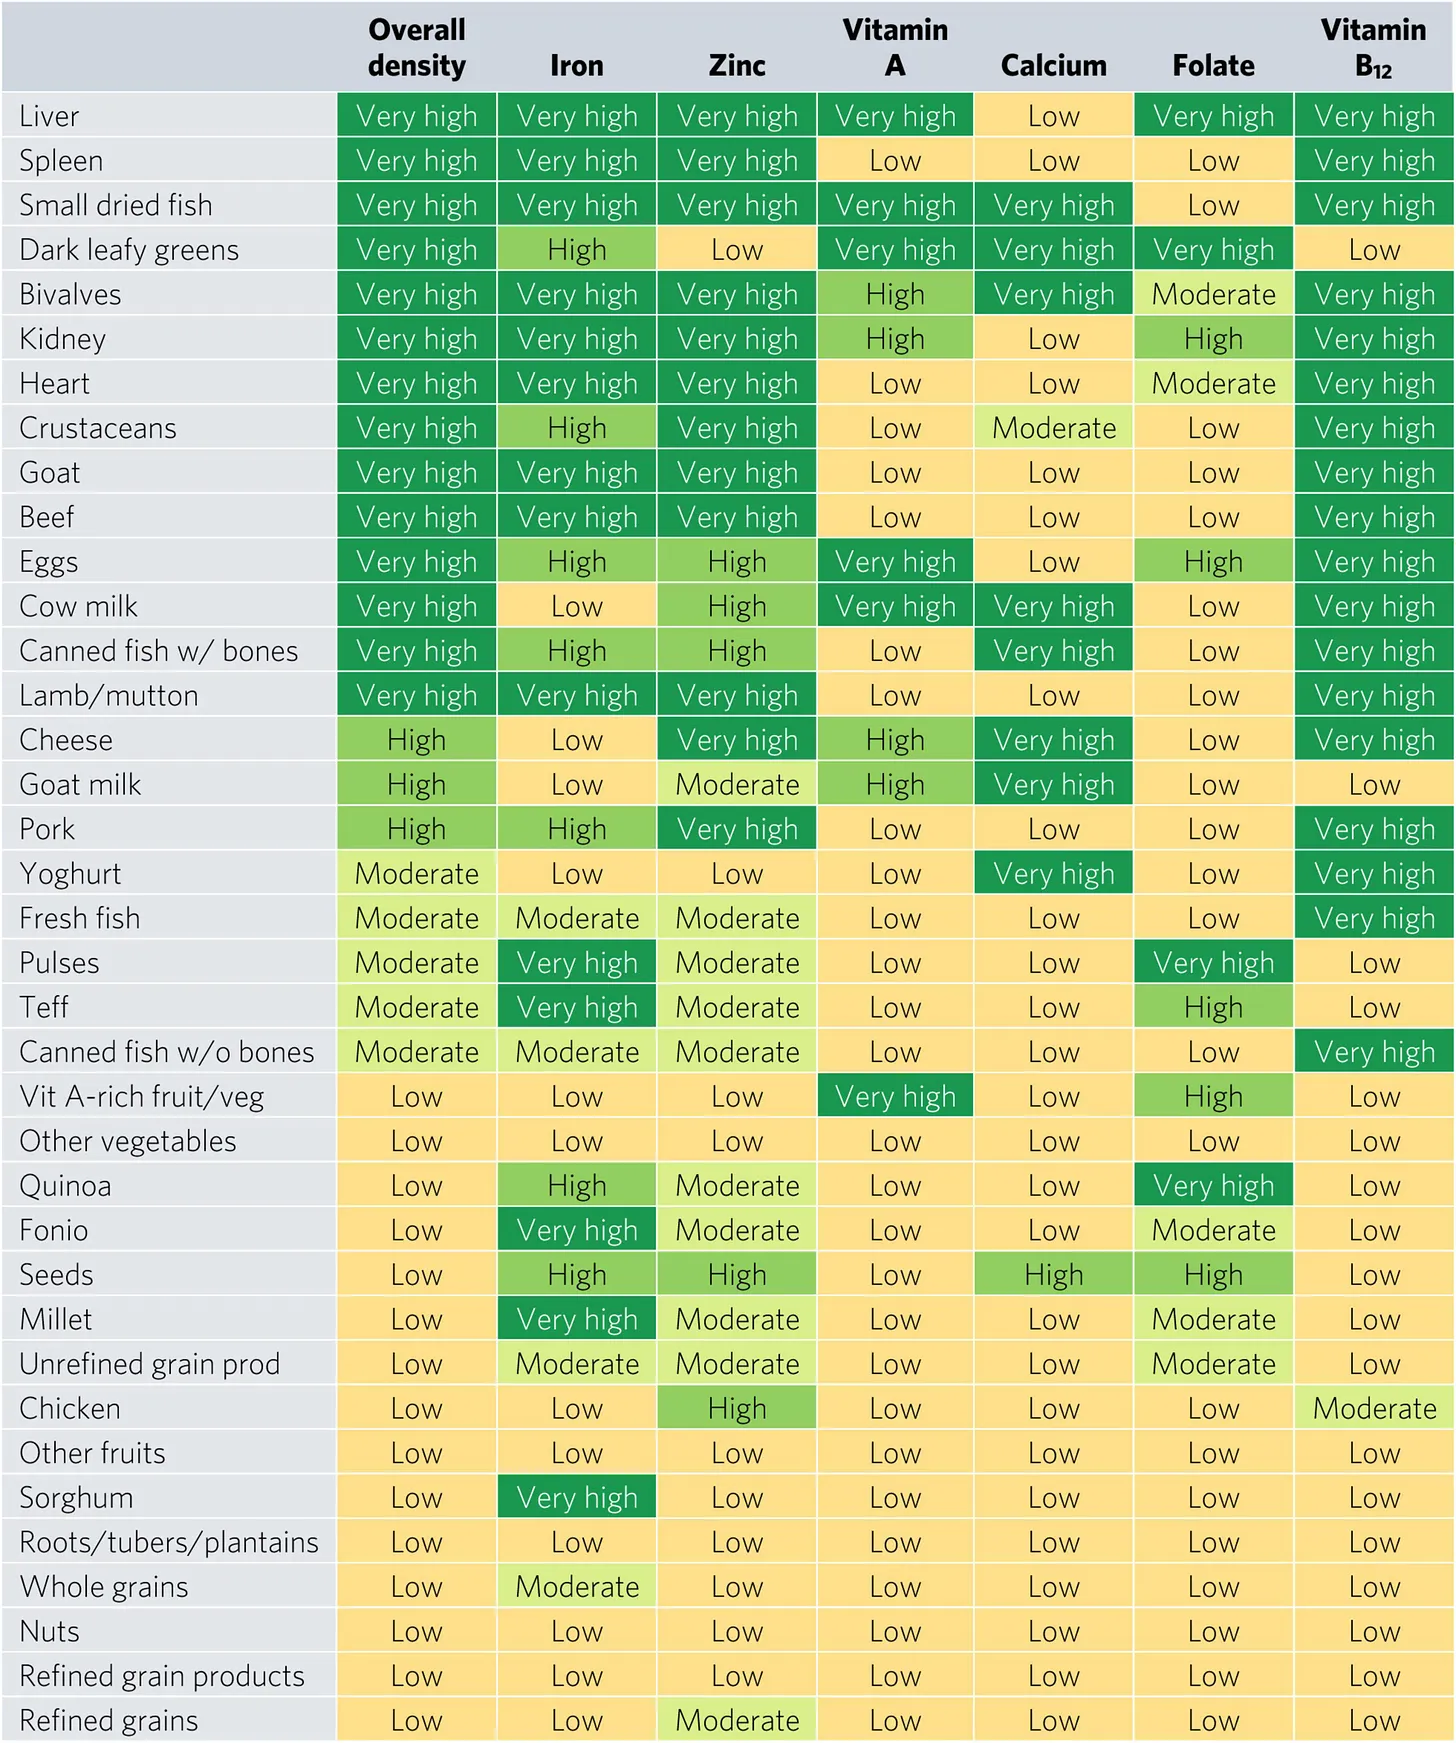 Overall density Iron Zinc Vitamin A Calcium Folate Vitamin B₁₂
Liver Very high Very high Very high Very high Low Very high Very high
Spleen Very high Very high Very high Low Low Low Very high
Small dried fish Very high Very high Very high Very high Very high Low Very high
Dark leafy greens Very high High Low Very high Very high Very high Low
Bivalves Very high Very high Very high High Very high Moderate Very high
Kidney Very high Very high Very high High Low High Very high
Heart Very high Very high Very high Low Low Moderate Very high
Crustaceans Very high High Very high Low Moderate Low Very high
Goat Very high Very high Very high Low Low Low Very high
Beef Very high Very high Very high Low Low Low Very high
Eggs Very high High High Very high Low High Very high
Cow milk Very high Low High Very high Very high Low Very high
Canned fish w/ bones Very high High High Low Very high Low Very high
Lamb/mutton Very high Very high Very high Low Low Low Very high
Cheese High Low Very high High Very high Low Very high
Goat milk High Low Moderate High Very high Low Low
Pork High High Very high Low Low Low Very high
Yoghurt Moderate Low Low Low Very high Low Very high
Fresh fish Moderate Moderate Moderate Low Low Low Very high
Pulses Moderate Very high Moderate Low Low Very high Low
Teff Moderate Very high Moderate Low Low High Low
Canned fish w/o bones Moderate Moderate Moderate Low Low Low Very high
Vit A-rich fruit/veg Low Low Low Very high Low High Low
Other vegetables Low Low Low Low Low Low Low
Quinoa Low High Moderate Low Low Very high Low
Fonio Low Very high Moderate Low Low Moderate Low
Seeds Low High High Low High High Low
Millet Low Very high Moderate Low Low Moderate Low
Unrefined grain prod Low Moderate Moderate Low Low Moderate Low
Chicken Low Low High Low Low Low Moderate
Other fruits Low Low Low Low Low Low Low
Sorghum Low Very high Low Low Low Low Low
Roots/tubers/plantains Low Low Low Low Low Low Low
Whole grains Low Moderate Low Low Low Low Low
Nuts Low Low Low Low Low Low Low
Refined grain products Low Low Low Low Low Low Low
Refined grains Low Low Moderate Low Low Low Low